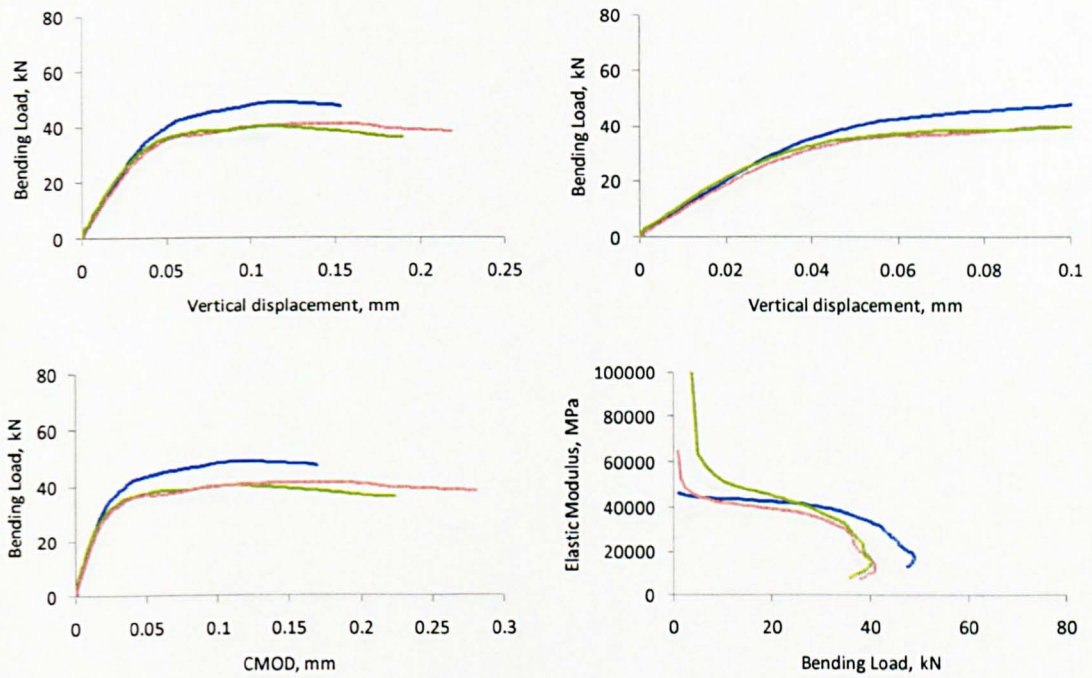 80
60
40
20
0
Bending Load, kN
0 0.05 0.1 0.15 0.2 0.25
Vertical displacement, mm
80
60
40
20
0
Bending Load, kN
0 0.02 0.04 0.06 0.08 0.1
Vertical displacement, mm
80
60
40
20
0
Bending Load, kN
0 0.05 0.1 0.15 0.2 0.25 0.3
CMOD, mm
100000
80000
60000
40000
20000
0
Elastic Modulus, MPa
0 20 40 60 80
Bending Load, kN